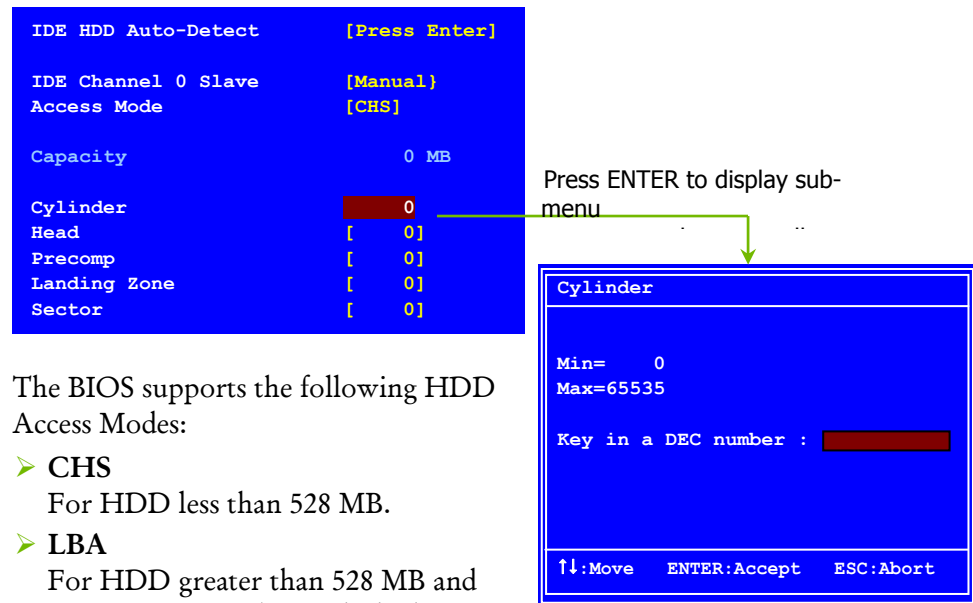 IDE HDD Auto-Detect [Press Enter]
IDE Channel 0 Slave [Manual}
Access Mode [CHS]
Capacity 0 MB
Cylinder 0
Head [ 0]
Precomp [ 0]
Landing Zone [ 0]
Sector [ 0]
Press ENTER to display sub-
menu
Cylinder
Min= 0
Max=65535
Key in a DEC number :
↑↓:Move ENTER:Accept ESC:Abort
The BIOS supports the following HDD
Access Modes:
➢ CHS
For HDD less than 528 MB.
➢ LBA
For HDD greater than 528 MB and